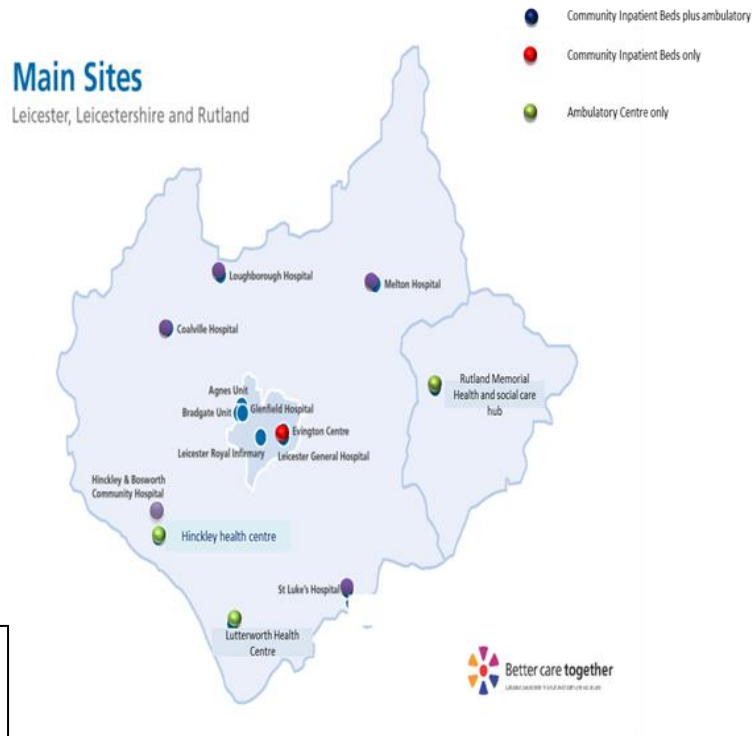 Community Inpatient Beds plus ambulatory
Main Sites
Community Inpatient Beds only
Leicester, Leicestershire and Rutland
Ambulatory Centre only
Loughborough Hospital
Melton Hospital
Coalville Hospital
Rutland Memorial
Health and social care
hub
Agnes Unit
Bradgate Unit
Glenfield Hospital
Evington Centre
Leicester Royal Infirmary
Leicester General Hospital
Hinckley & Bosworth
Community Hospital
Hinckley health centre
St Luke's Hospital
Lutterworth Health
Centre
Better care together